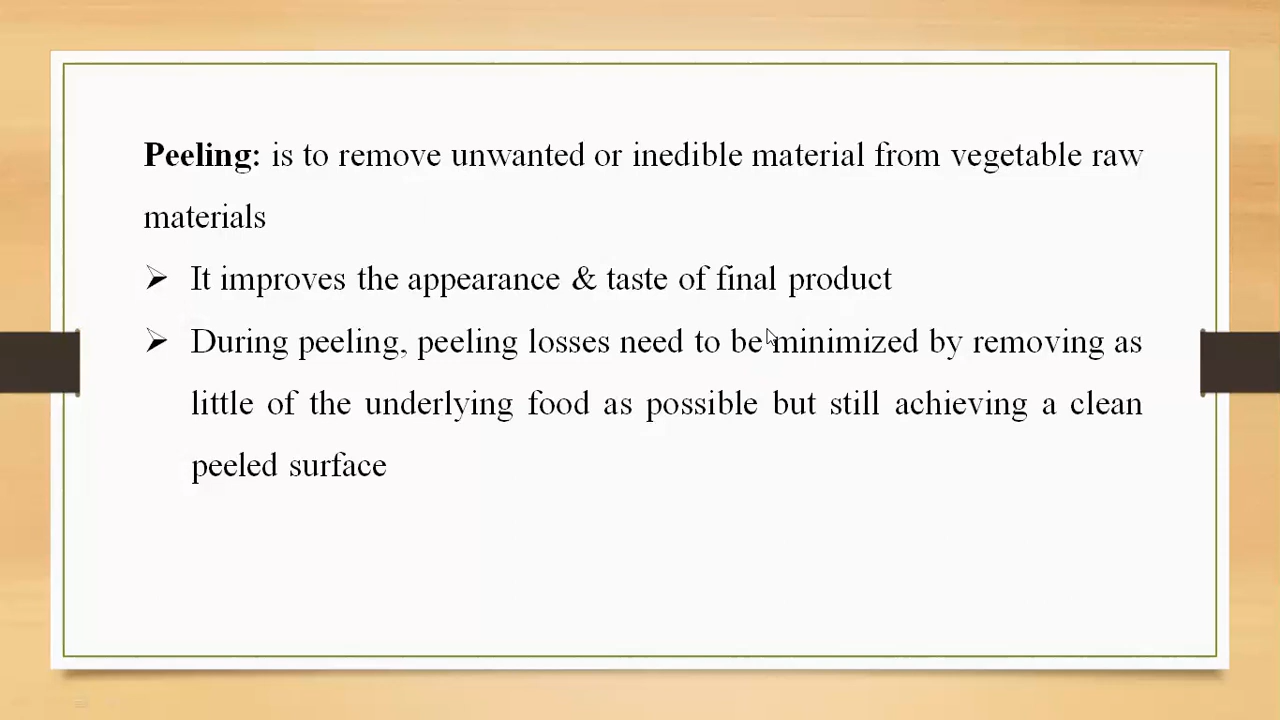 Peeling: is to remove unwanted or inedible material from vegetable raw
materials
➢ It improves the appearance & taste of final product
➢ During peeling, peeling losses need to be minimized by removing as
little of the underlying food as possible but still achieving a clean
peeled surface